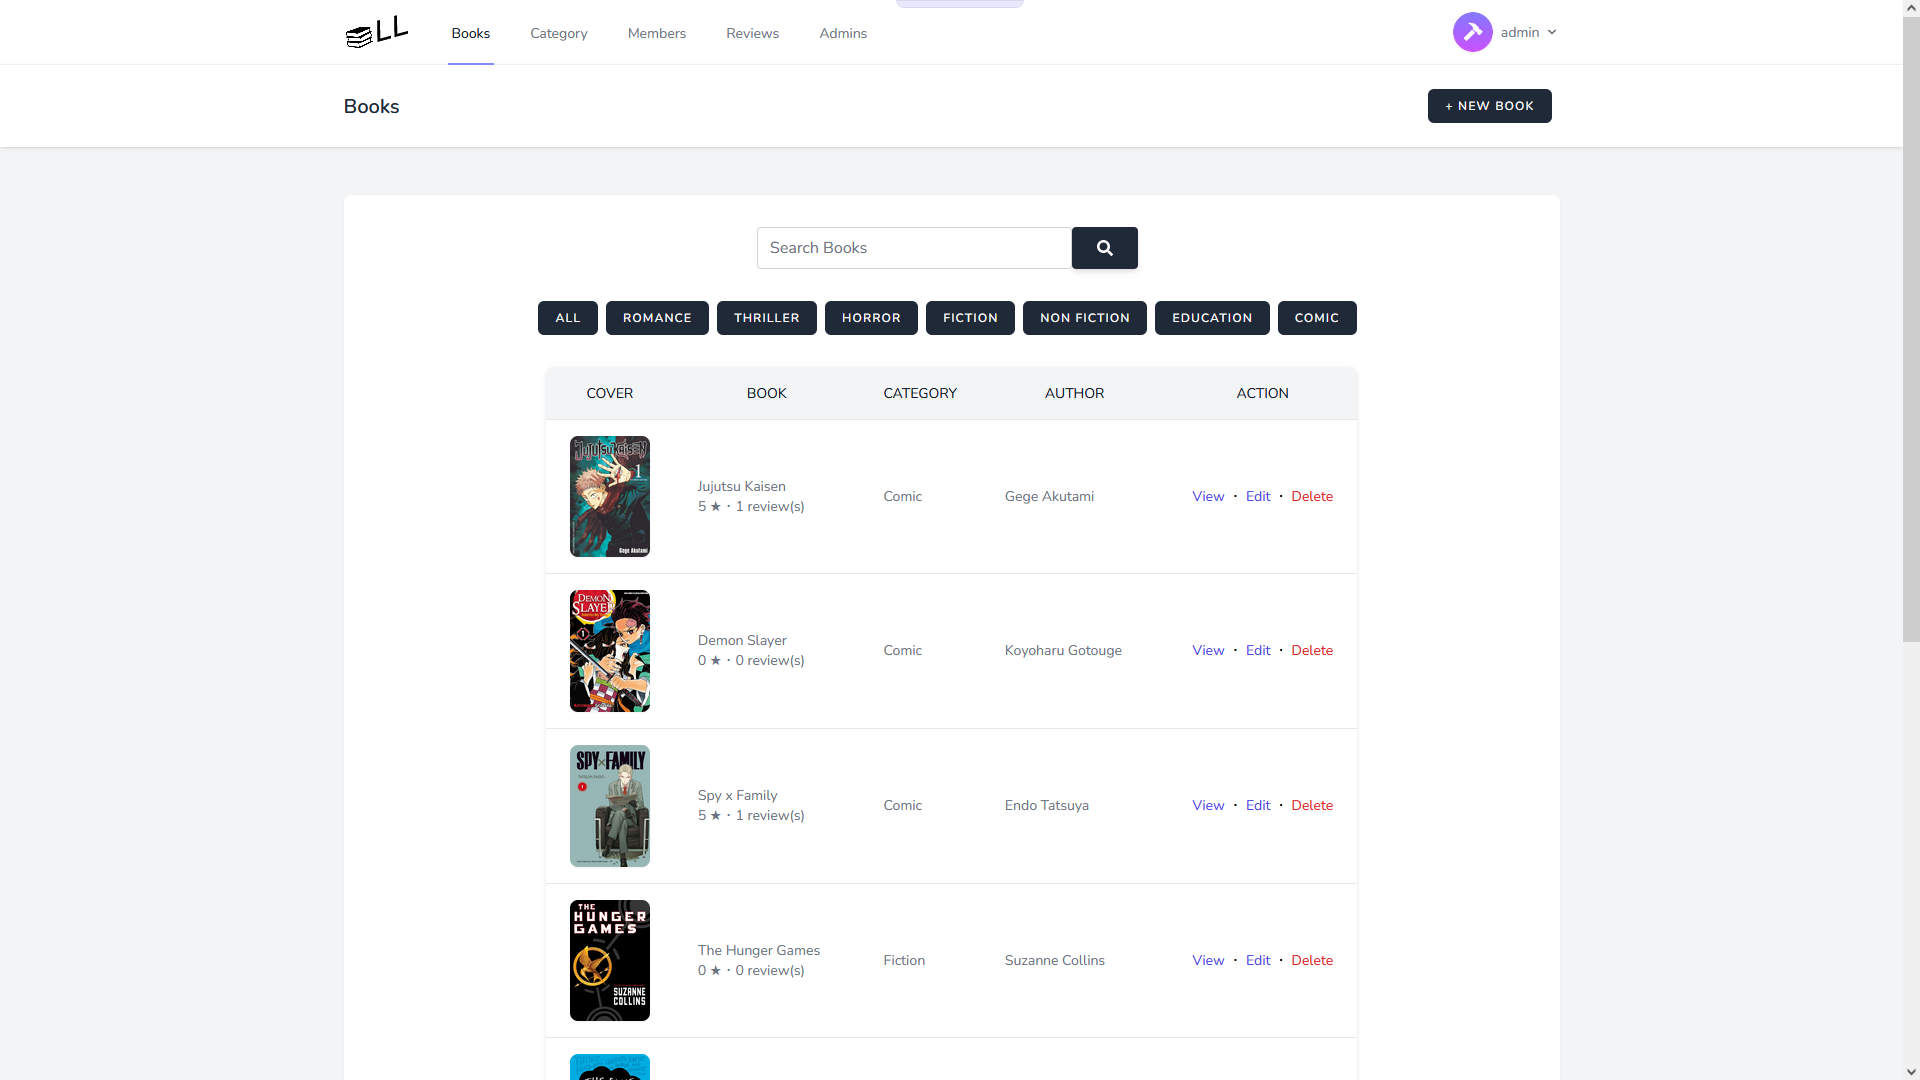 LL
Books Category Members Reviews Admins
admin
Books
+ NEW BOOK
Search Books
ALL ROMANCE THRILLER HORROR FICTION NON FICTION EDUCATION COMIC
COVER BOOK CATEGORY AUTHOR ACTION
JUJUTSU KAISEN
1
Gege Akutami
Jujutsu Kaisen
5 ★ · 1 review(s)
Comic
Gege Akutami
View · Edit · Delete
DEMON
SLAYER
1
Demon Slayer
0 ★ · 0 review(s)
Comic
Koyoharu Gotouge
View · Edit · Delete
SPY×FAMILY
TATSUYA ENDO
1
Spy x Family
5 ★ · 1 review(s)
Comic
Endo Tatsuya
View · Edit · Delete
THE
HUNGER
GAMES
SUZANNE
COLLINS
The Hunger Games
0 ★ · 0 review(s)
Fiction
Suzanne Collins
View · Edit · Delete